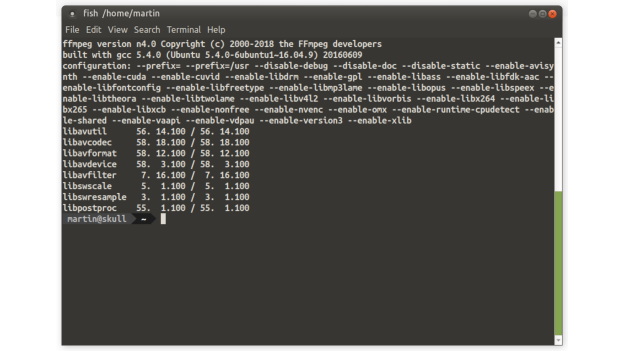 fish /home/martin
File Edit View Search Terminal Help
ffmpeg version n4.0 Copyright (c) 2000-2018 the FFmpeg developers
built with gcc 5.4.0 (Ubuntu 5.4.0-6ubuntu1~16.04.9) 20160609
configuration: --prefix= --prefix=/usr --disable-debug --disable-doc --disable-static --enable-avisy
nth --enable-cuda --enable-cuvid --enable-libdrm --enable-gpl --enable-libass --enable-libfdk-aac --
enable-libfontconfig --enable-libfreetype --enable-libmp3lame --enable-libopus --enable-libspeex --e
nable-libtheora --enable-libtwolame --enable-libv4l2 --enable-libvorbis --enable-libx264 --enable-li
bx265 --enable-libxcb --enable-nonfree --enable-nvenc --enable-omx --enable-runtime-cpudetect --enab
le-shared --enable-vaapi --enable-vdpau --enable-version3 --enable-xlib
libavutil 56. 14.100 / 56. 14.100
libavcodec 58. 18.100 / 58. 18.100
libavformat 58. 12.100 / 58. 12.100
libavdevice 58. 3.100 / 58. 3.100
libavfilter 7. 16.100 / 7. 16.100
libswscale 5. 1.100 / 5. 1.100
libswresample 3. 1.100 / 3. 1.100
libpostproc 55. 1.100 / 55. 1.100
martin@skull ~